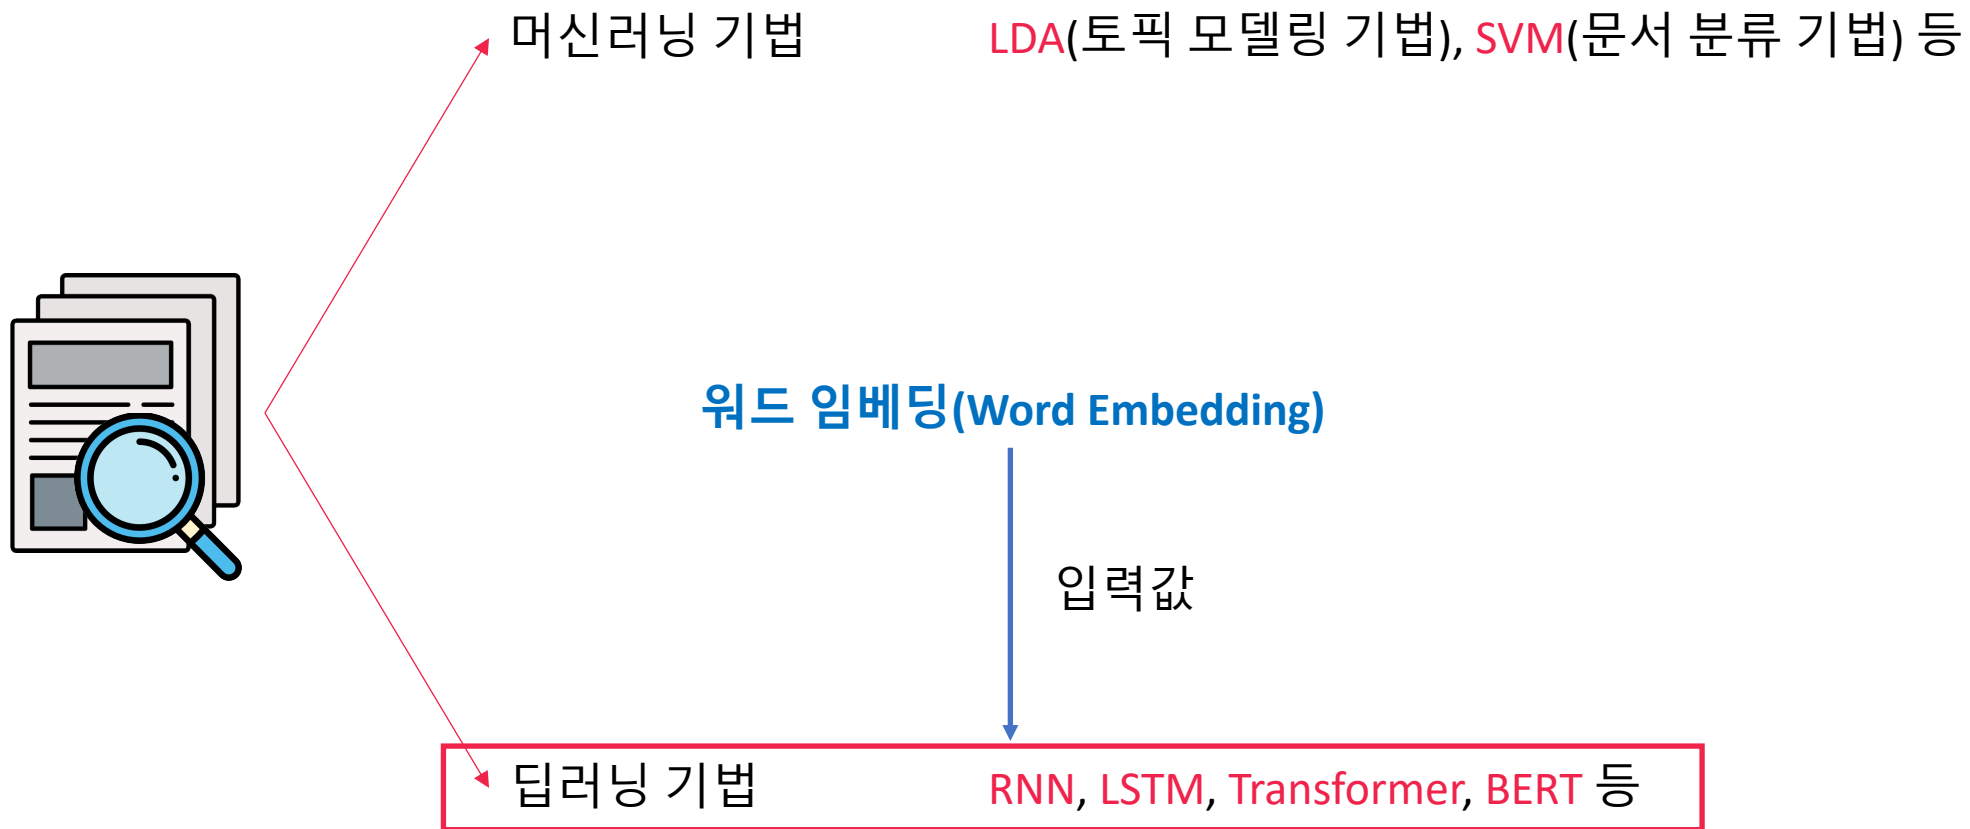 머신러닝 기법 LDA(토픽 모델링 기법), SVM(문서 분류 기법) 등
워드 임베딩(Word Embedding)
입력값
딥러닝 기법 RNN, LSTM, Transformer, BERT 등